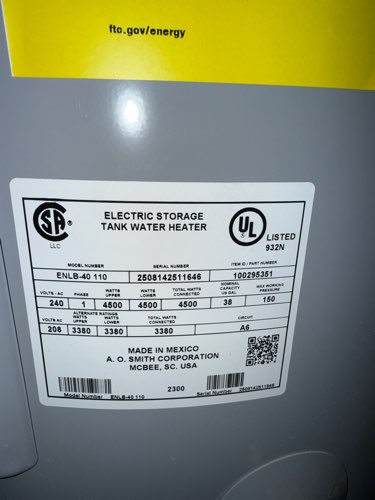 ftc.gov/energy
CSA
LLC
ELECTRIC STORAGE
TANK WATER HEATER
UL
LISTED
932N
MODEL NUMBER SERIAL NUMBER ITEM ID / PART NUMBER
ENLB-40 110 2508142511646 100295351
VOLTS - AC PHASE WATTS UPPER WATTS LOWER TOTAL WATTS CONNECTED NOMINAL CAPACITY US GAL. MAX WORKING PRESSURE
240 1 4500 4500 4500 38 150
ALTERNATE RATINGS
VOLTS - AC WATTS UPPER WATTS LOWER TOTAL WATTS CONNECTED CIRCUIT
208 3380 3380 3380 A6
MADE IN MEXICO
A. O. SMITH CORPORATION
MCBEE, SC. USA
2300
Model Number ENLB-40 110
Serial Number 2508142511646